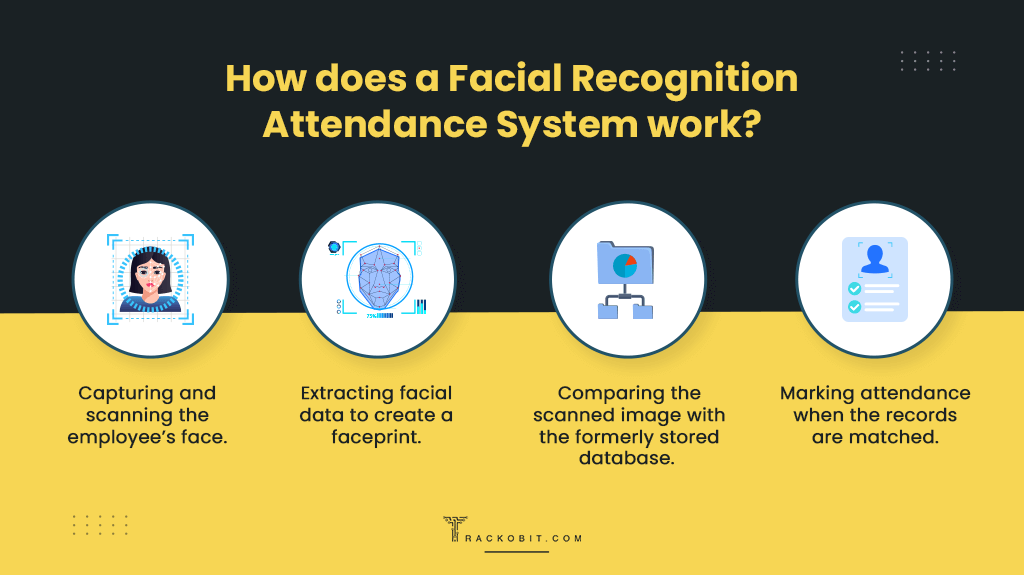 How does a Facial Recognition
Attendance System work?
75%
Capturing and
scanning the
employee's face.
Extracting facial
data to create a
faceprint.
Comparing the
scanned image with
the formerly stored
database.
Marking attendance
when the records
are matched.
TRACKOBIT.COM